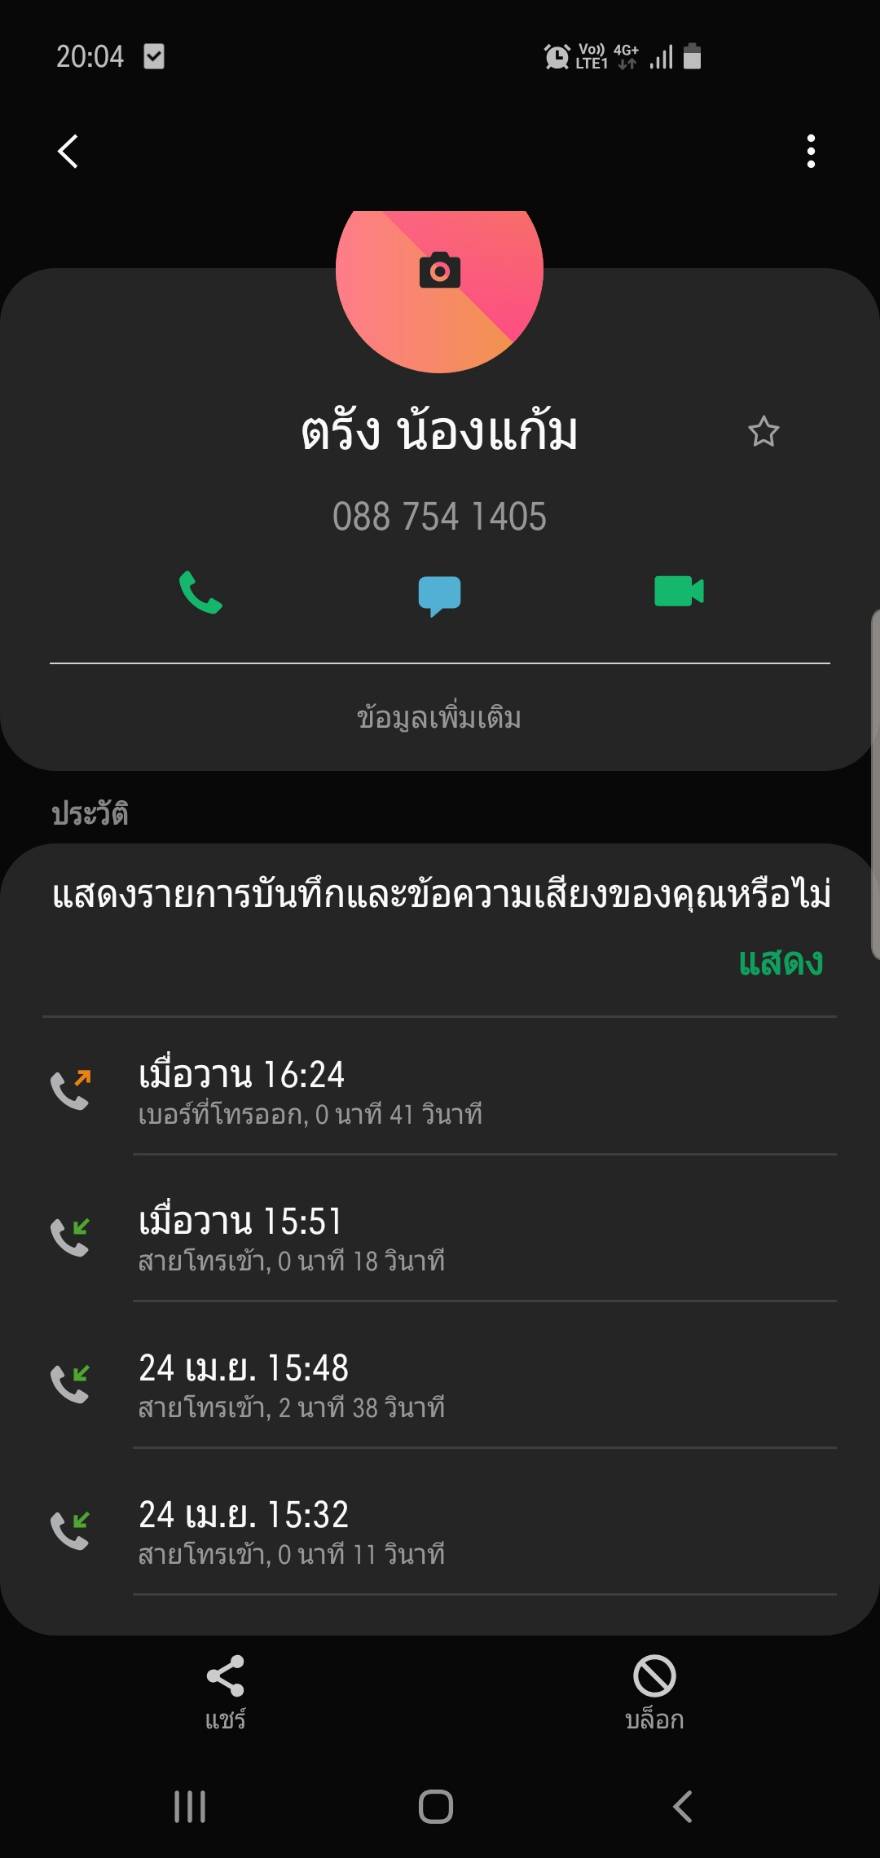 20:04
Vo)) LTE1 4G+
ตรัง น้องแก้ม
088 754 1405
ข้อมูลเพิ่มเติม
ประวัติ
แสดงรายการบันทึกและข้อความเสียงของคุณหรือไม่
แสดง
เมื่อวาน 16:24
เบอร์ที่โทรออก, 0 นาที 41 วินาที
เมื่อวาน 15:51
สายโทรเข้า, 0 นาที 18 วินาที
24 เม.ย. 15:48
สายโทรเข้า, 2 นาที 38 วินาที
24 เม.ย. 15:32
สายโทรเข้า, 0 นาที 11 วินาที
แชร์
บล็อก